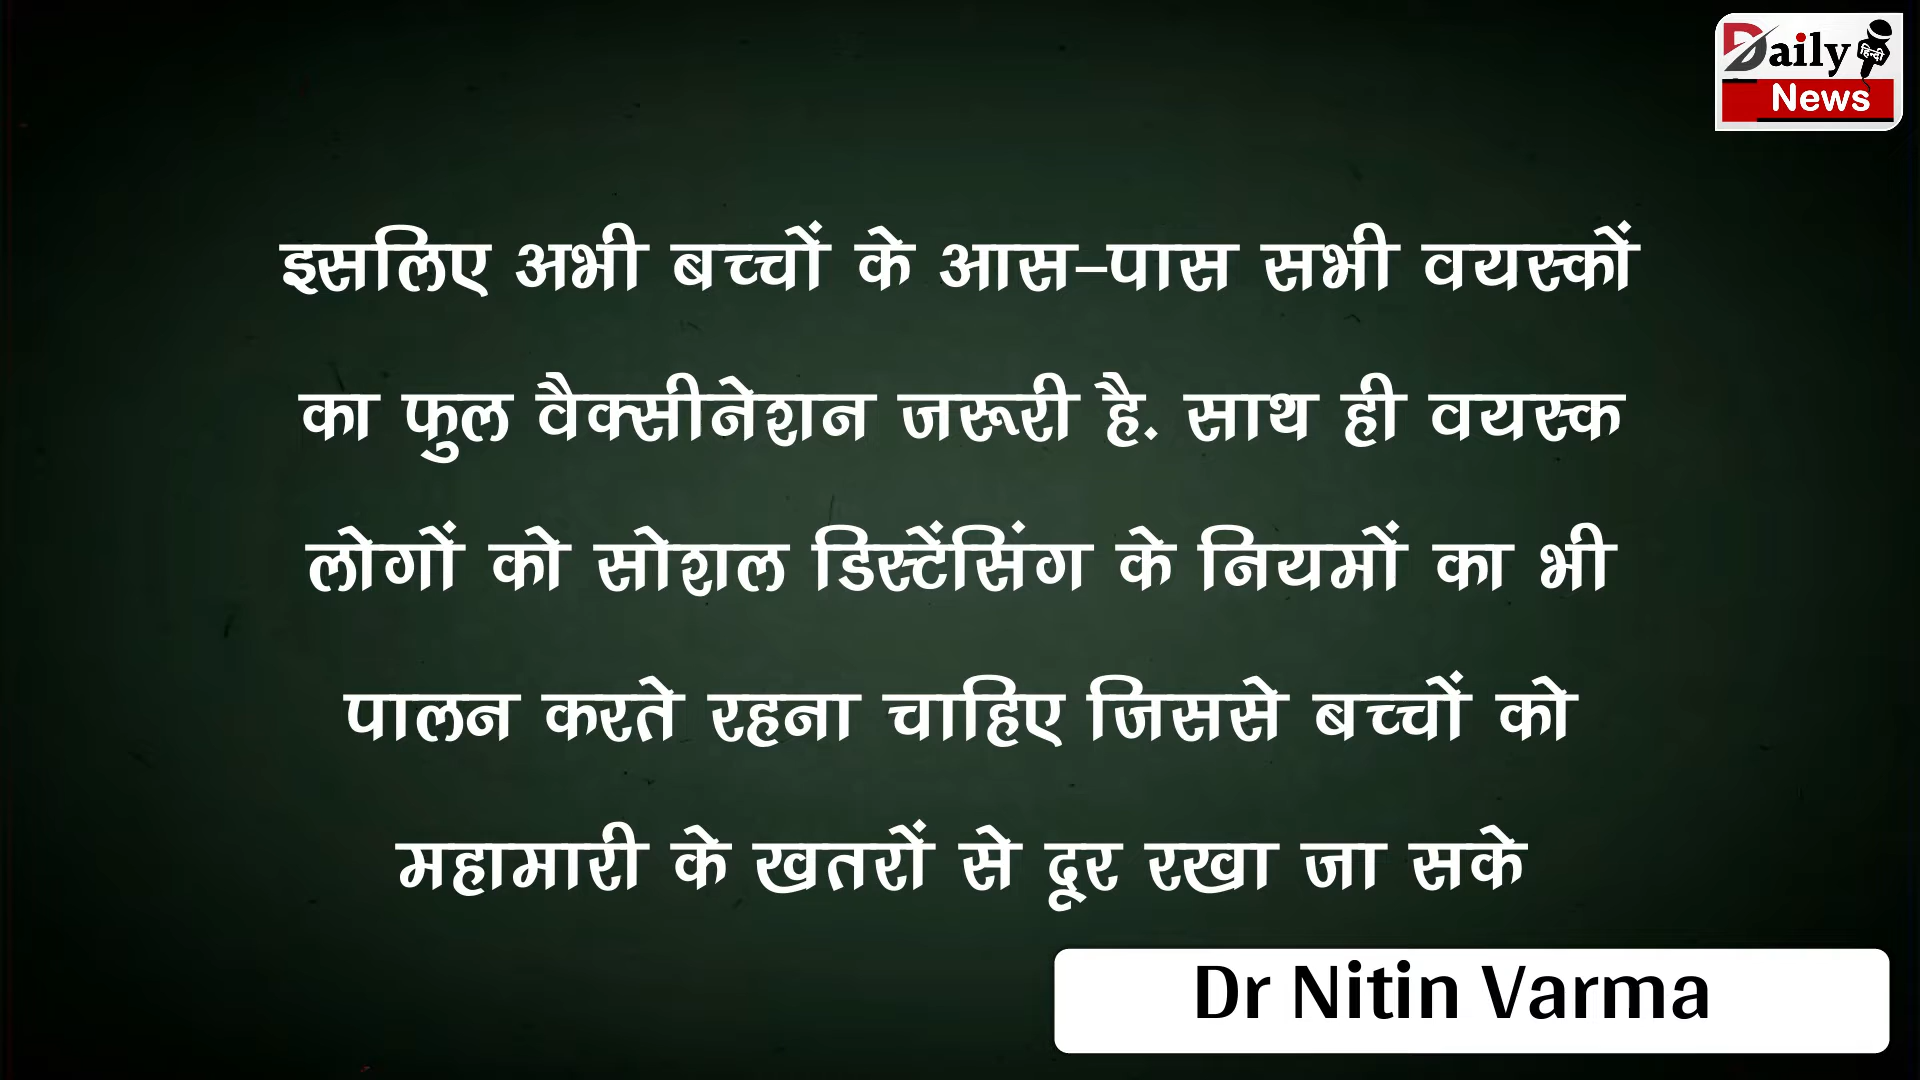 Daily हिन्दी
News
इसलिए अभी बच्चों के आस-पास सभी वयस्कों
का फुल वैक्सीनेशन जरूरी है. साथ ही वयस्क
लोगों को सोशल डिस्टेंसिंग के नियमों का भी
पालन करते रहना चाहिए जिससे बच्चों को
महामारी के खतरों से दूर रखा जा सके
Dr Nitin Varma